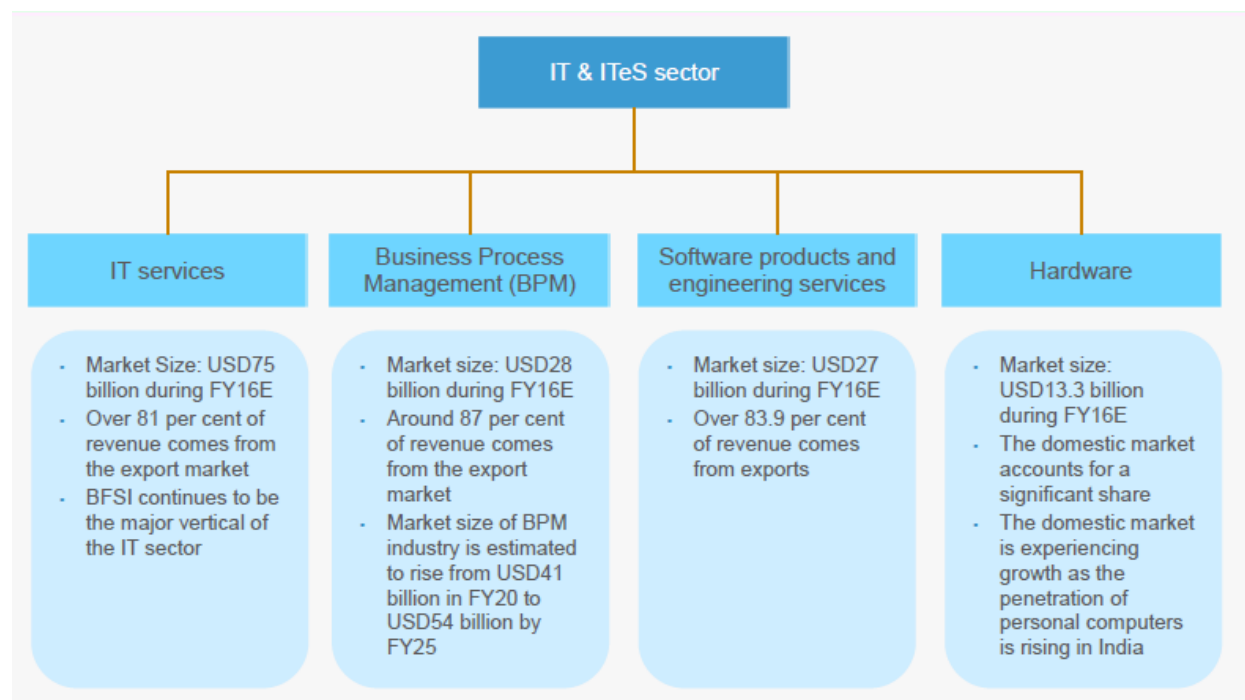 IT & ITeS sector
IT services
Business Process
Management (BPM)
Software products and
engineering services
Hardware
- Market Size: USD75
billion during FY16E
- Over 81 per cent of
revenue comes from
the export market
- BFSI continues to be
the major vertical of
the IT sector
- Market size: USD28
billion during FY16E
- Around 87 per cent
of revenue comes
from the export
market
- Market size of BPM
industry is estimated
to rise from USD41
billion in FY20 to
USD54 billion by
FY25
- Market size: USD27
billion during FY16E
- Over 83.9 per cent
of revenue comes
from exports
- Market size:
USD13.3 billion
during FY16E
- The domestic market
accounts for a
significant share
- The domestic market
is experiencing
growth as the
penetration of
personal computers
is rising in India